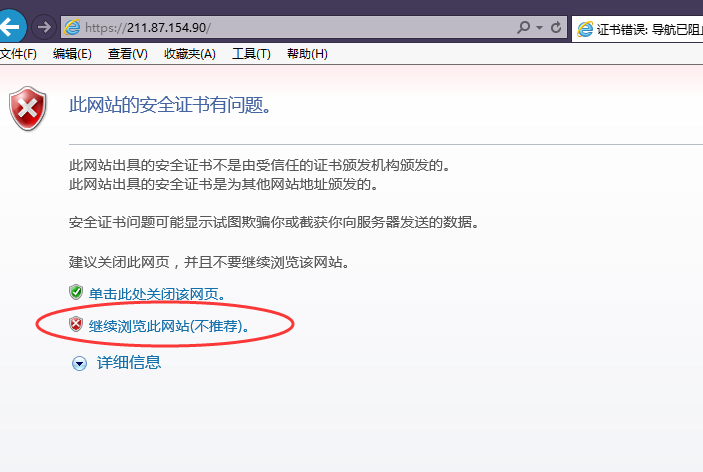 https://211.87.154.90/
证书错误: 导航已阻
文件(F) 编辑(E) 查看(V) 收藏夹(A) 工具(T) 帮助(H)
此网站的安全证书有问题。
此网站出具的安全证书不是由受信任的证书颁发机构颁发的。
此网站出具的安全证书是为其他网站地址颁发的。
安全证书问题可能显示试图欺骗你或截获你向服务器发送的数据。
建议关闭此网页，并且不要继续浏览该网站。
单击此处关闭该网页。
继续浏览此网站(不推荐)。
详细信息